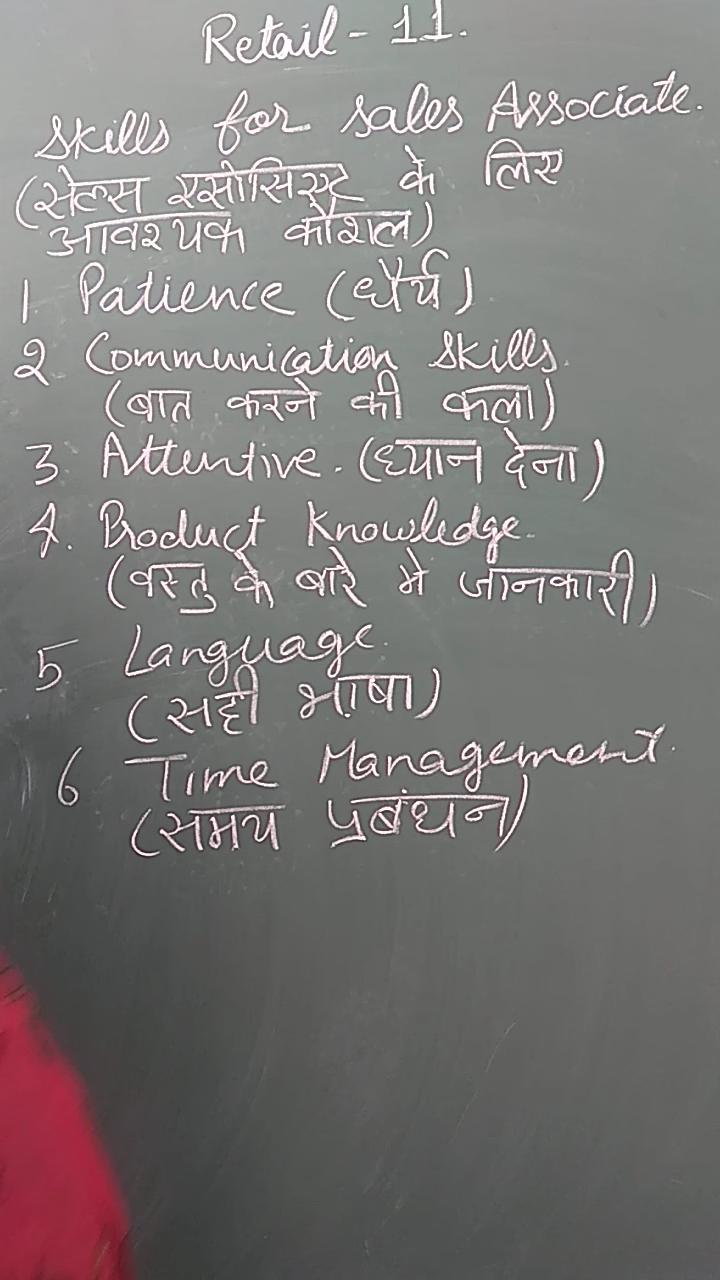 Retail - 11.
Skills for Sales Associate.
(सेल्स एसोसिएट के लिए
आवश्यक कौशल)
1. Patience (धैर्य)
2 Communication Skills.
(बात करने की कला)
3. Attentive. (ध्यान देना)
4. Product Knowledge.
(वस्तु के बारे मे जानकारी)
5 Language.
(सही भाषा)
6 Time Management.
(समय प्रबंधन)